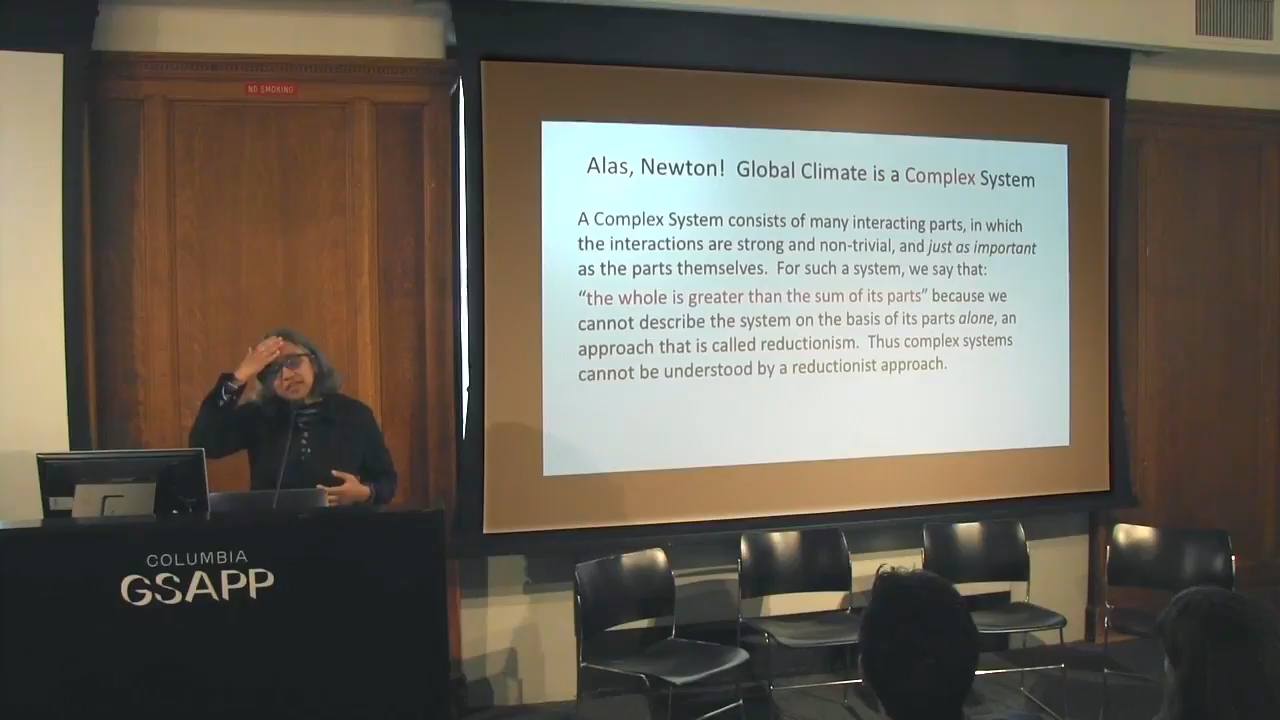 NO SMOKING
Alas, Newton!  Global Climate is a Complex System
A Complex System consists of many interacting parts, in which
the interactions are strong and non-trivial, and just as important
as the parts themselves.  For such a system, we say that:
“the whole is greater than the sum of its parts” because we
cannot describe the system on the basis of its parts alone, an
approach that is called reductionism.  Thus complex systems
cannot be understood by a reductionist approach.
COLUMBIA
GSAPP